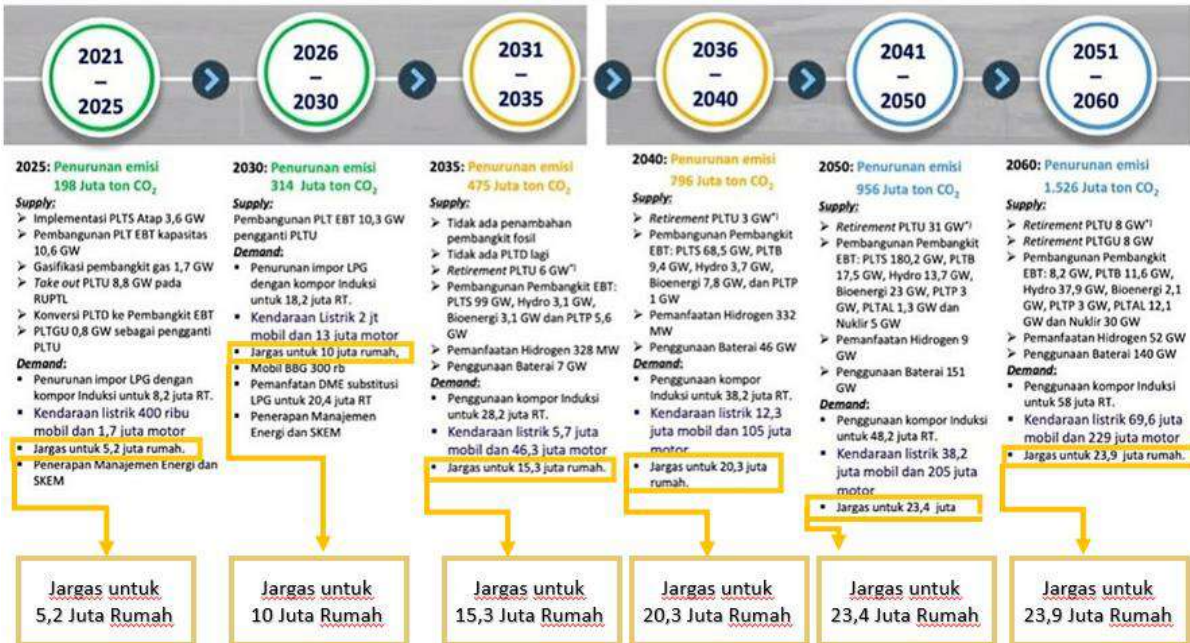 2021
–
2025
2026
–
2030
2031
–
2035
2036
–
2040
2041
–
2050
2051
–
2060
2025: Penurunan emisi
198 Juta ton CO₂
Supply:
➢ Implementasi PLTS Atap 3,6 GW
➢ Pembangunan PLT EBT kapasitas
10,6 GW
➢ Gasifikasi pembangkit gas 1,7 GW
➢ Take out PLTU 8,8 GW pada
RUPTL
➢ Konversi PLTD ke Pembangkit EBT
➢ PLTGU 0,8 GW sebagai pengganti
PLTU
Demand:
▪ Penurunan impor LPG dengan
kompor Induksi untuk 8,2 juta RT.
▪ Kendaraan listrik 400 ribu
mobil dan 1,7 juta motor
▪ Jargas untuk 5,2 juta rumah.
▪ Penerapan Manajemen Energi dan
SKEM
2030: Penurunan emisi
314 Juta ton CO₂
Supply:
Pembangunan PLT EBT 10,3 GW
pengganti PLTU
Demand:
▪ Penurunan impor LPG
dengan kompor Induksi
untuk 18,2 juta RT.
▪ Kendaraan Listrik 2 jt
mobil dan 13 juta motor
▪ Jargas untuk 10 juta rumah,
▪ Mobil BBG 300 rb
▪ Pemanfatan DME substitusi
LPG untuk 20,4 juta RT
▪ Penerapan Manajemen
Energi dan SKEM
2035: Penurunan emisi
475 Juta ton CO₂
Supply:
➢ Tidak ada penambahan
pembangkit fosil
➢ Tidak ada PLTD lagi
➢ Retirement PLTU 6 GW*)
➢ Pembangunan Pembangkit EBT:
PLTS 99 GW, Hydro 3,1 GW,
Bioenergi 3,1 GW dan PLTP 5,6
GW
➢ Pemanfaatan Hidrogen 328 MW
➢ Penggunaan Baterai 7 GW
Demand:
▪ Penggunaan kompor Induksi
untuk 28,2 juta RT.
▪ Kendaraan listrik 5,7 juta
mobil dan 46,3 juta motor
▪ Jargas untuk 15,3 juta rumah.
2040: Penurunan emisi
796 Juta ton CO₂
Supply:
➢ Retirement PLTU 3 GW*)
➢ Pembangunan Pembangkit
EBT: PLTS 68,5 GW, PLTB
9,4 GW, Hydro 3,7 GW,
Bioenergi 7,8 GW, dan PLTP
1 GW
➢ Pemanfaatan Hidrogen 332
MW
➢ Penggunaan Baterai 46 GW
Demand:
▪ Penggunaan kompor Induksi
untuk 38,2 juta RT.
▪ Kendaraan listrik 12,3
juta mobil dan 105 juta
motor
▪ Jargas untuk 20,3 juta
rumah.
2050: Penurunan emisi
956 Juta ton CO₂
Supply:
➢ Retirement PLTU 31 GW*)
➢ Pembangunan Pembangkit
EBT: PLTS 180,2 GW, PLTB
17,5 GW, Hydro 13,7 GW,
Bioenergi 23 GW, PLTP 3
GW, PLTAL 1,3 GW dan
Nuklir 5 GW
➢ Pemanfaatan Hidrogen 9
GW
➢ Penggunaan Baterai 151
GW
Demand:
▪ Penggunaan kompor Induksi
untuk 48,2 juta RT.
▪ Kendaraan listrik 38,2
juta mobil dan 205 juta
motor
▪ Jargas untuk 23,4 juta
2060: Penurunan emisi
1.526 Juta ton CO₂
Supply:
➢ Retirement PLTU 8 GW*)
➢ Retirement PLTGU 8 GW
➢ Pembangunan Pembangkit
EBT: 8,2 GW, PLTB 11,6 GW,
Hydro 37,9 GW, Bioenergi 2,1
GW, PLTP 3 GW, PLTAL 12,1
GW dan Nuklir 30 GW
➢ Pemanfaatan Hidrogen 52 GW
➢ Penggunaan Baterai 140 GW
Demand:
▪ Penggunaan kompor Induksi
untuk 58 juta RT.
▪ Kendaraan listrik 69,6 juta
mobil dan 229 juta motor
▪ Jargas untuk 23,9 juta rumah.
Jargas untuk
5,2 Juta Rumah
Jargas untuk
10 Juta Rumah
Jargas untuk
15,3 Juta Rumah
Jargas untuk
20,3 Juta Rumah
Jargas untuk
23,4 Juta Rumah
Jargas untuk
23,9 Juta Rumah